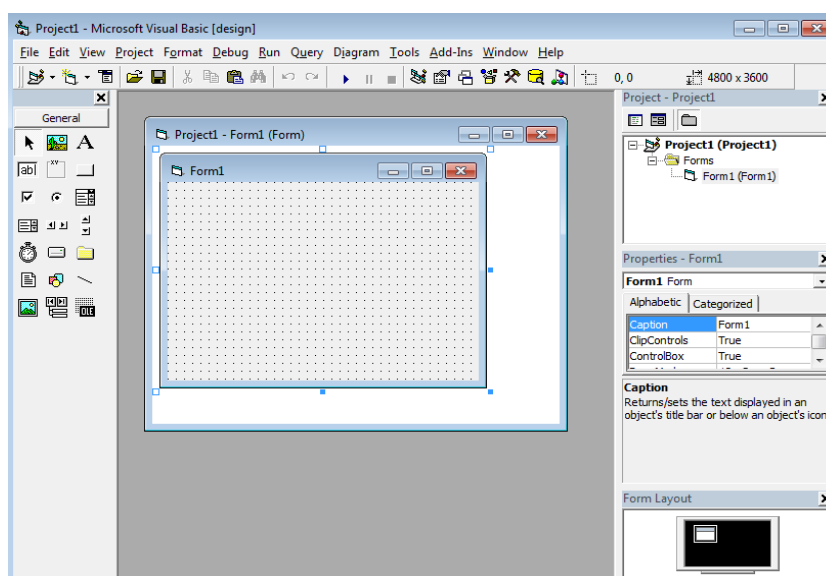 Project1 - Microsoft Visual Basic [design]
File Edit View Project Format Debug Run Query Diagram Tools Add-Ins Window Help
0, 0 4800 x 3600
General
A
ab|
xv
OLE
Project1 - Form1 (Form)
Form1
Project - Project1
Project1 (Project1)
Forms
Form1 (Form1)
Properties - Form1
Form1 Form
Alphabetic Categorized
Caption Form1
ClipControls True
ControlBox True
Caption
Returns/sets the text displayed in an
object's title bar or below an object's icon
Form Layout